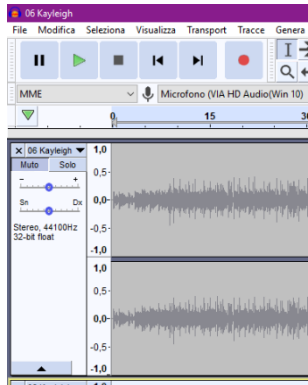 06 Kayleigh
File Modifica Seleziona Visualizza Transport Tracce Genera
MME Microfono (VIA HD Audio(Win 10)
0, 15 30
06 Kayleigh
Muto Solo
- +
Sn Dx
Stereo, 44100Hz
32-bit float
1,0
0,5-
0,0-
-0,5-
-1,0
1,0
0,5-
0,0-
-0,5-
-1,0